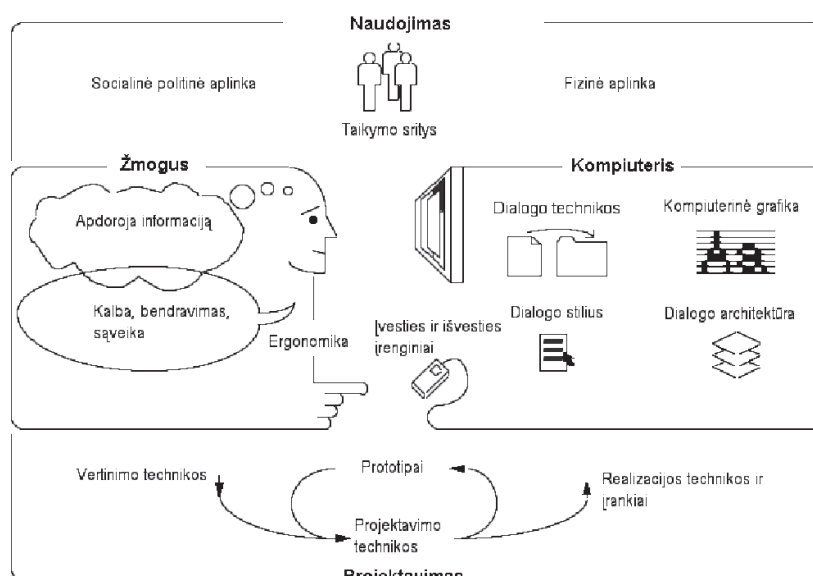 Naudojimas
Socialinė politinė aplinka
Fizinė aplinka
Taikymo sritys
Žmogus
Kompiuteris
Apdoroja informaciją
Dialogo technikos
Kompiuterinė grafika
Kalba, bendravimas,
sąveika
Ergonomika
Įvesties ir išvesties
įrenginiai
Dialogo stilius
Dialogo architektūra
Vertinimo technikos
Prototipai
Realizacijos technikos ir
įrankiai
Projektavimo
technikos
Projektavimas